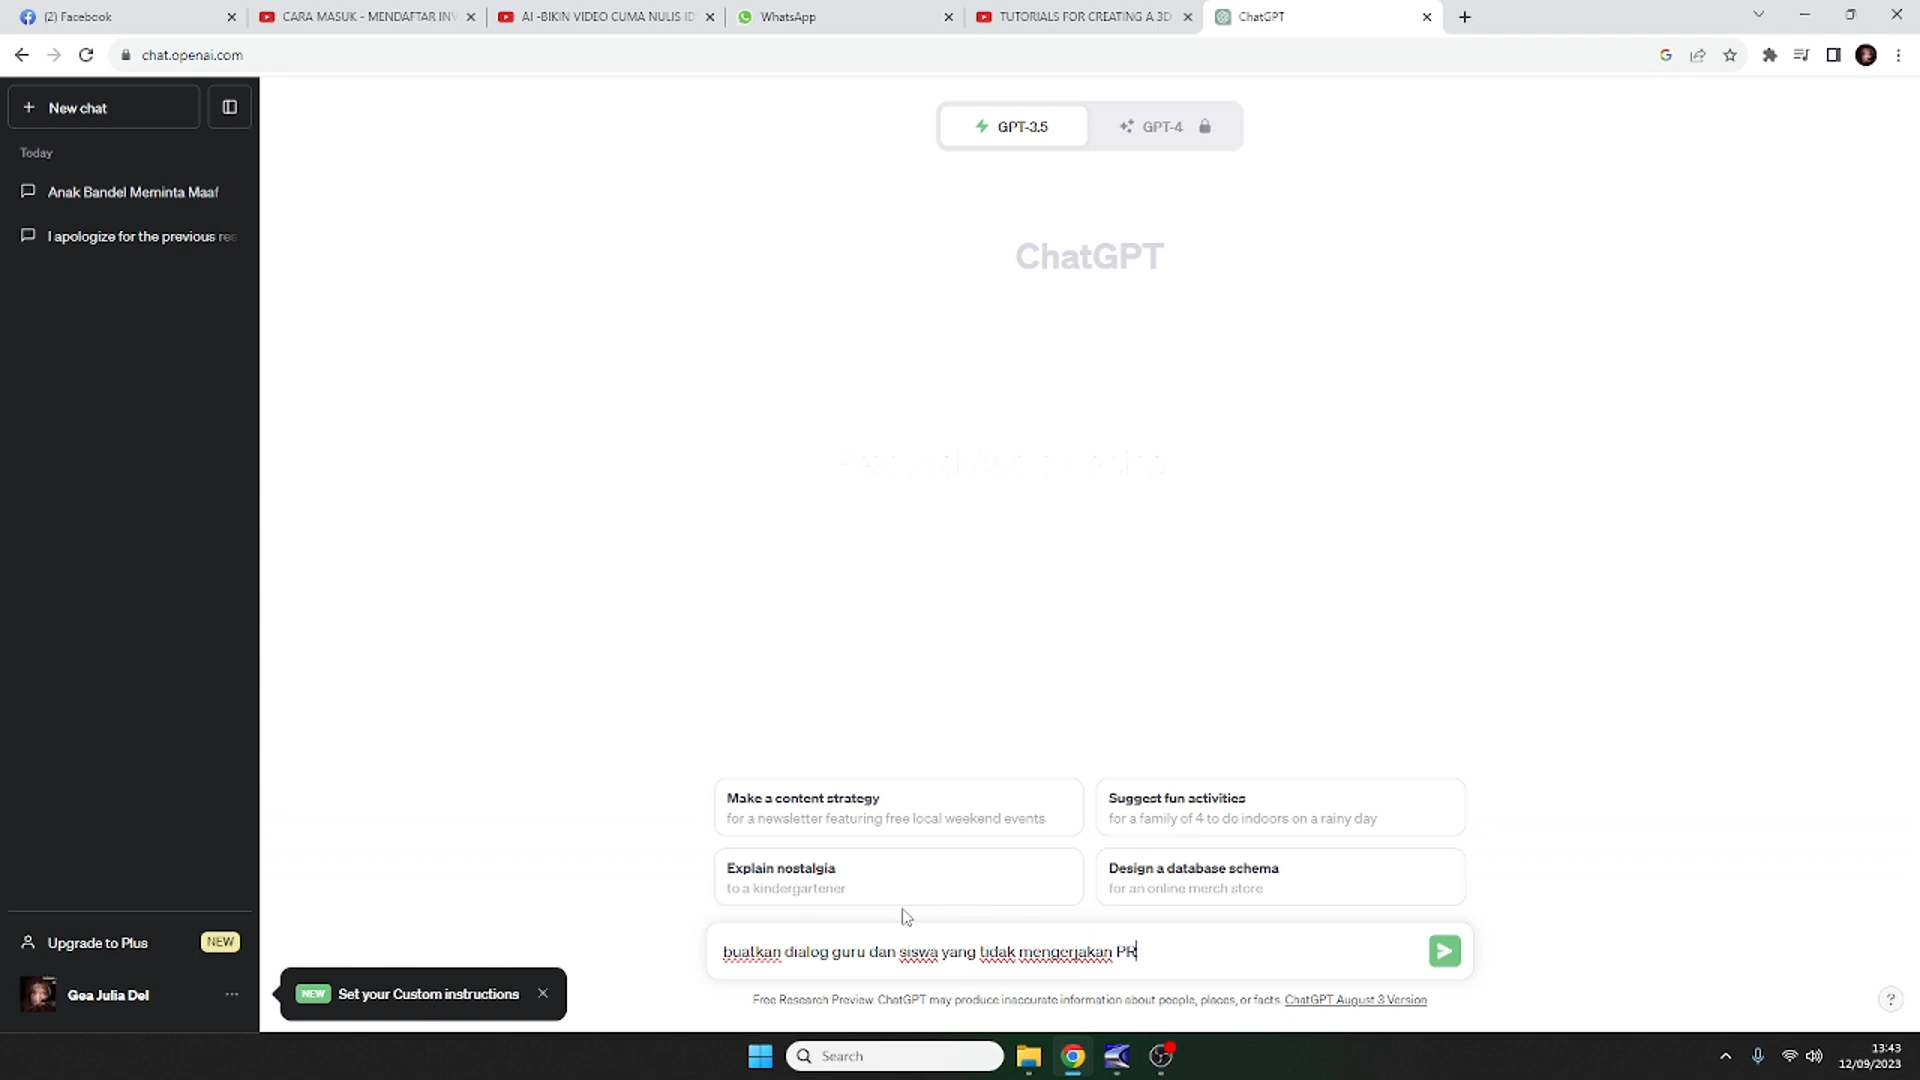 (2) Facebook
CARA MASUK - MENDAFTAR INV
AI -BIKIN VIDEO CUMA NULIS ID
WhatsApp
TUTORIALS FOR CREATING A 3D
ChatGPT
chat.openai.com
New chat
GPT-3.5
GPT-4
Today
Anak Bandel Meminta Maaf
I apologize for the previous res
ChatGPT
Make a content strategy
for a newsletter featuring free local weekend events
Suggest fun activities
for a family of 4 to do indoors on a rainy day
Explain nostalgia
to a kindergartener
Design a database schema
for an online merch store
Upgrade to Plus
NEW
buatkan dialog guru dan siswa yang tidak mengerjakan PR
Gea Julia Del
NEW Set your Custom instructions
Free Research Preview. ChatGPT may produce inaccurate information about people, places, or facts. ChatGPT August 3 Version
?
Search
13:43
12/09/2023